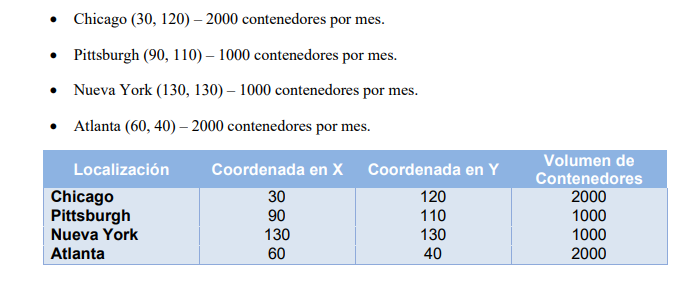 • Chicago (30, 120) – 2000 contenedores por mes.
• Pittsburgh (90, 110) – 1000 contenedores por mes.
• Nueva York (130, 130) – 1000 contenedores por mes.
• Atlanta (60, 40) – 2000 contenedores por mes.
Localización Coordenada en X Coordenada en Y Volumen de Contenedores
Chicago 30 120 2000
Pittsburgh 90 110 1000
Nueva York 130 130 1000
Atlanta 60 40 2000